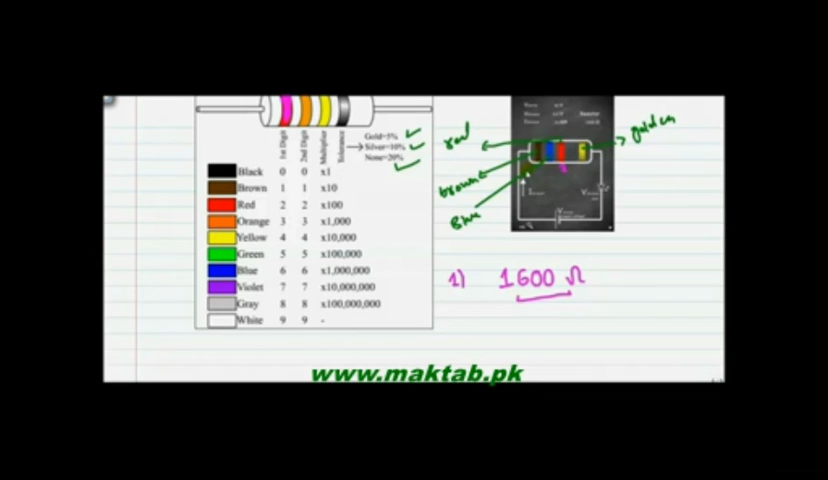 1st Digit
2nd Digit
Multiplier
Tolerance
Gold=5%
Silver=10%
None=20%
Black 0 0 x1
Brown 1 1 x10
Red 2 2 x100
Orange 3 3 x1,000
Yellow 4 4 x10,000
Green 5 5 x100,000
Blue 6 6 x1,000,000
Violet 7 7 x10,000,000
Gray 8 8 x100,000,000
White 9 9 -
red
golden
brown
Blue
1) 1600 Ω
www.maktab.pk